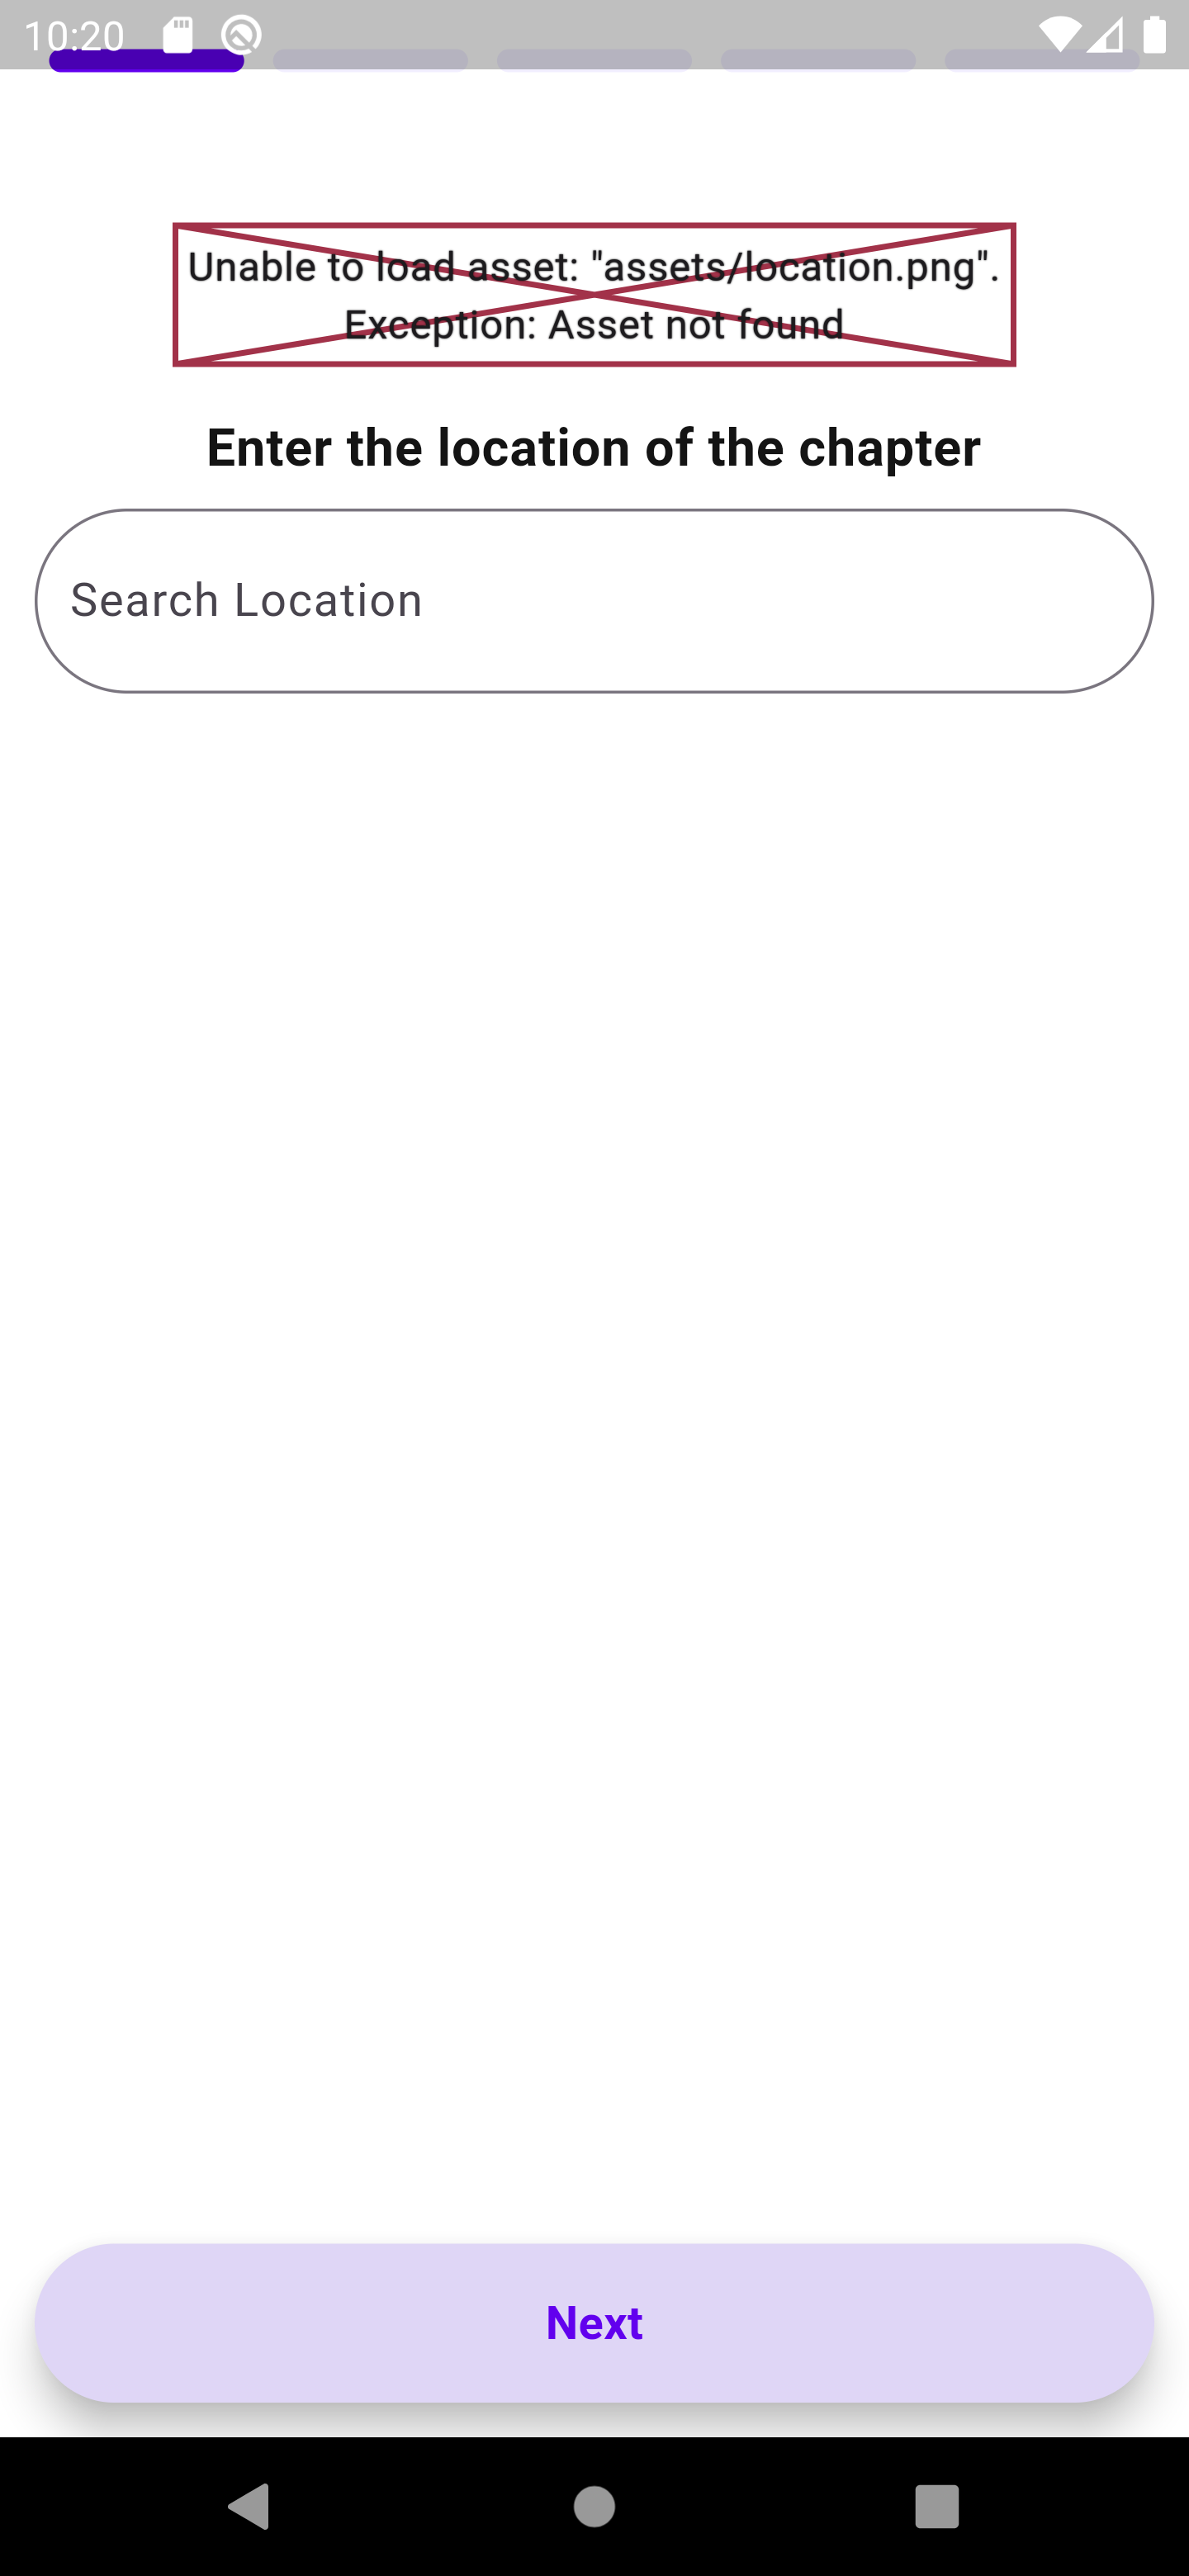 10:20
Unable to load asset: "assets/location.png".
Exception: Asset not found
Enter the location of the chapter
Search Location
Next